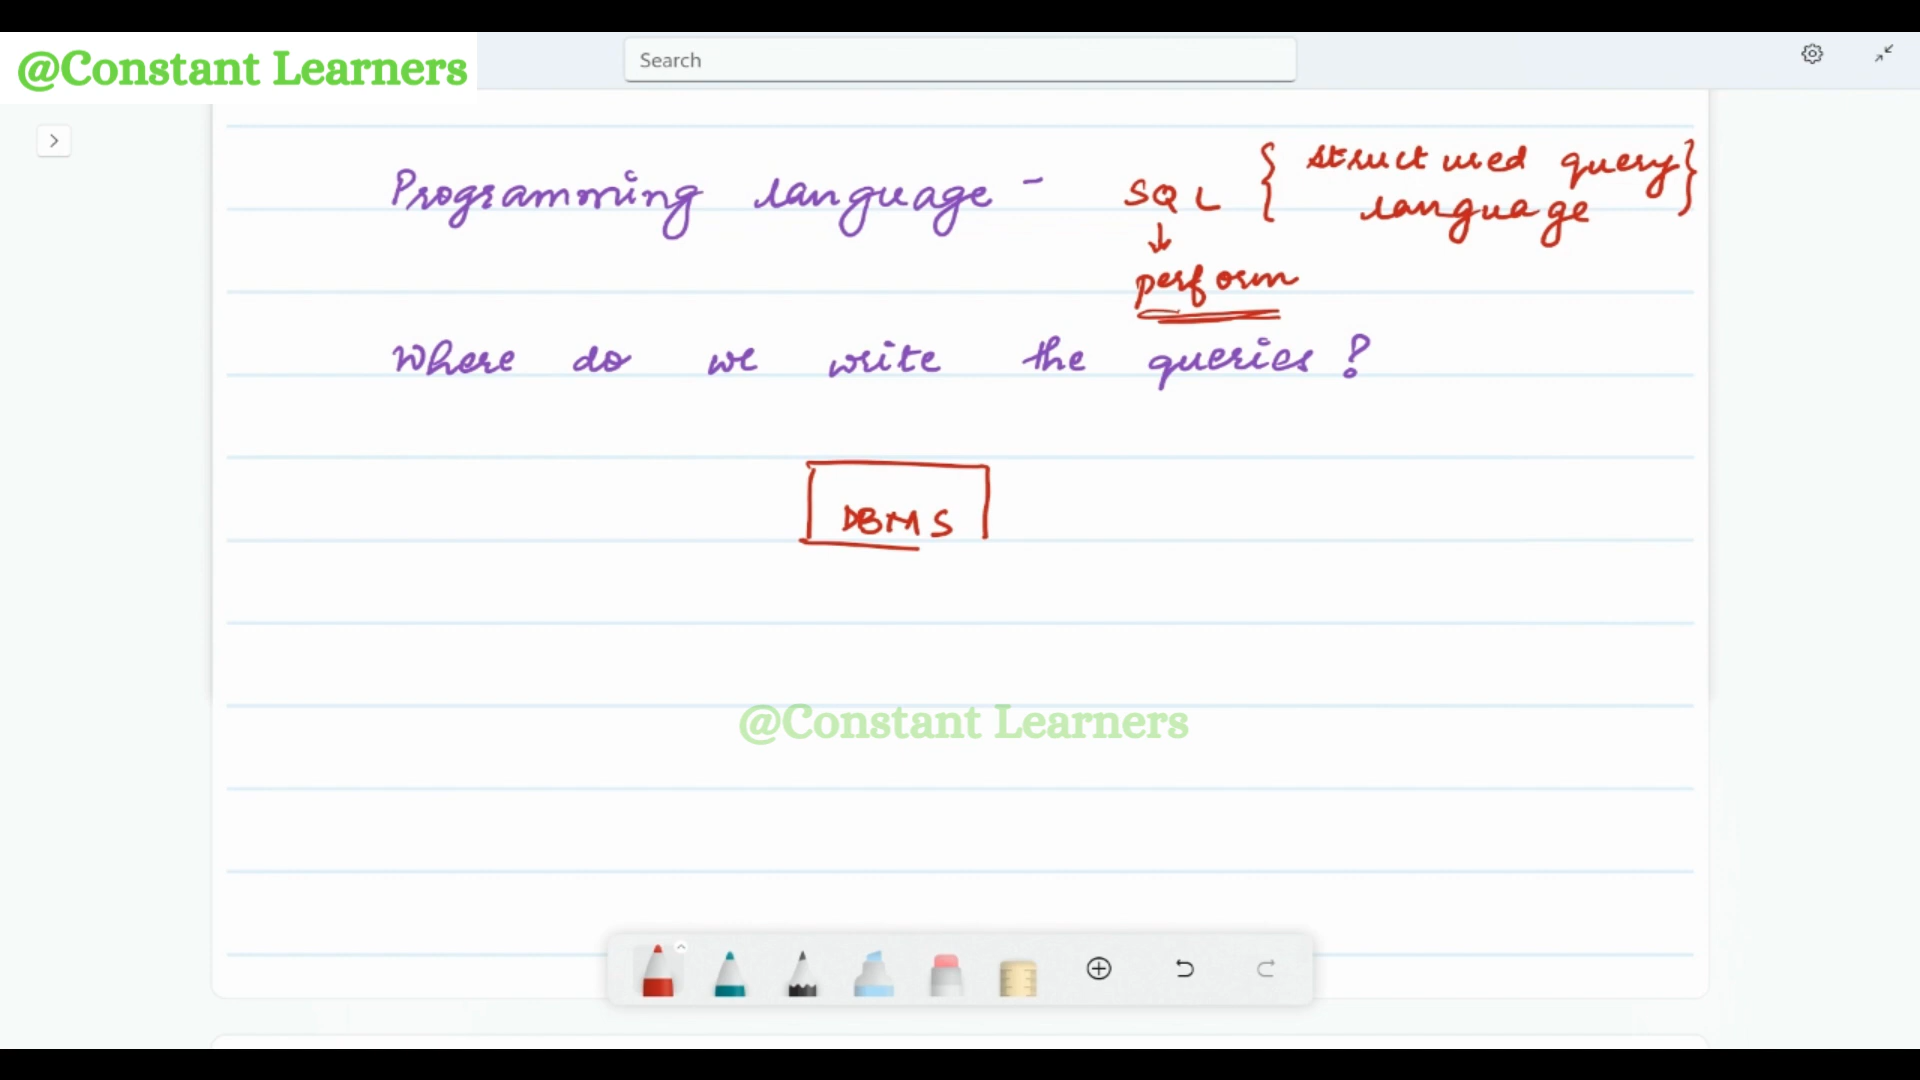 @Constant Learners
Search
Programming language - SQL { structured query
language }
↓
perform
Where do we write the queries ?
DBMS
@Constant Learners